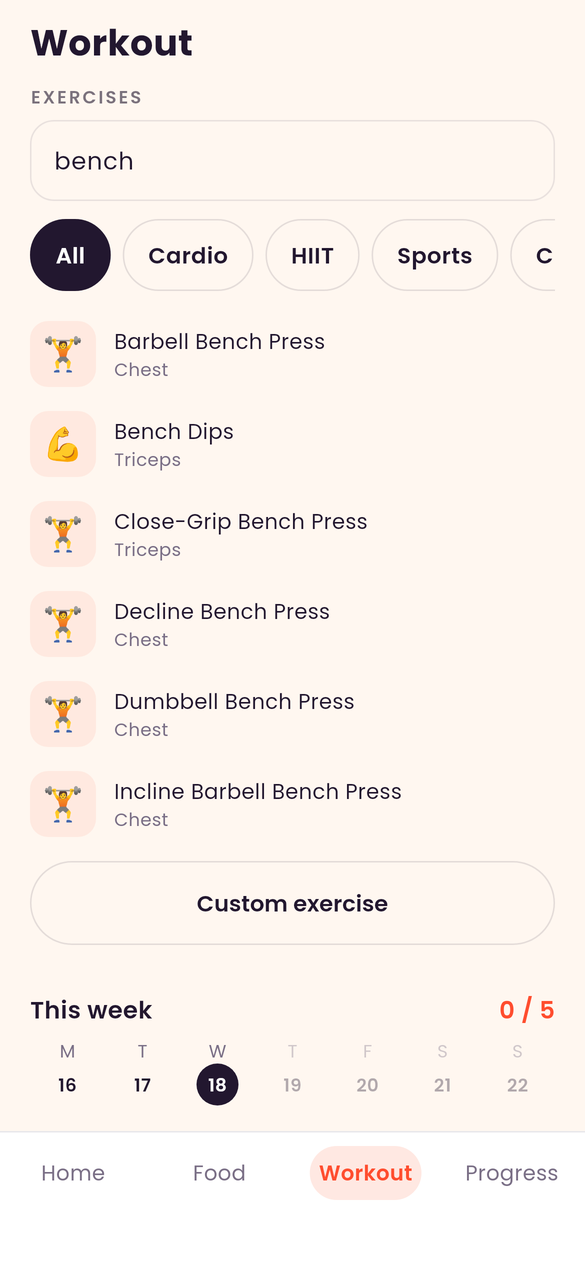 Workout
EXERCISES
bench
All Cardio HIIT Sports C
Barbell Bench Press
Chest
Bench Dips
Triceps
Close-Grip Bench Press
Triceps
Decline Bench Press
Chest
Dumbbell Bench Press
Chest
Incline Barbell Bench Press
Chest
Custom exercise
This week 0 / 5
M T W T F S S
16 17 18 19 20 21 22
Home Food Workout Progress